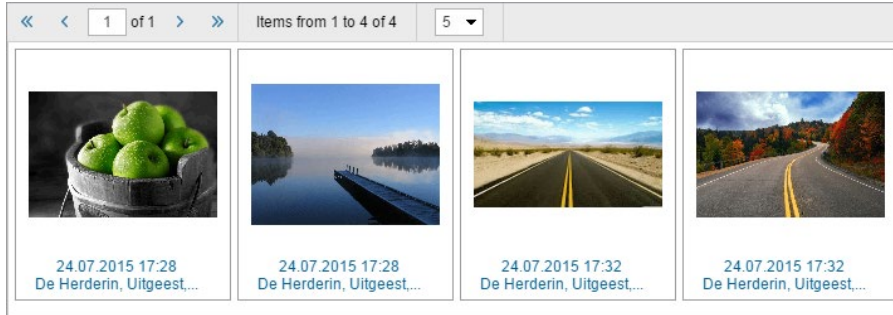 « < 1 of 1 > » Items from 1 to 4 of 4 5
24.07.2015 17:28
De Herderin, Uitgeest,...
24.07.2015 17:28
De Herderin, Uitgeest,...
24.07.2015 17:32
De Herderin, Uitgeest,...
24.07.2015 17:32
De Herderin, Uitgeest,...